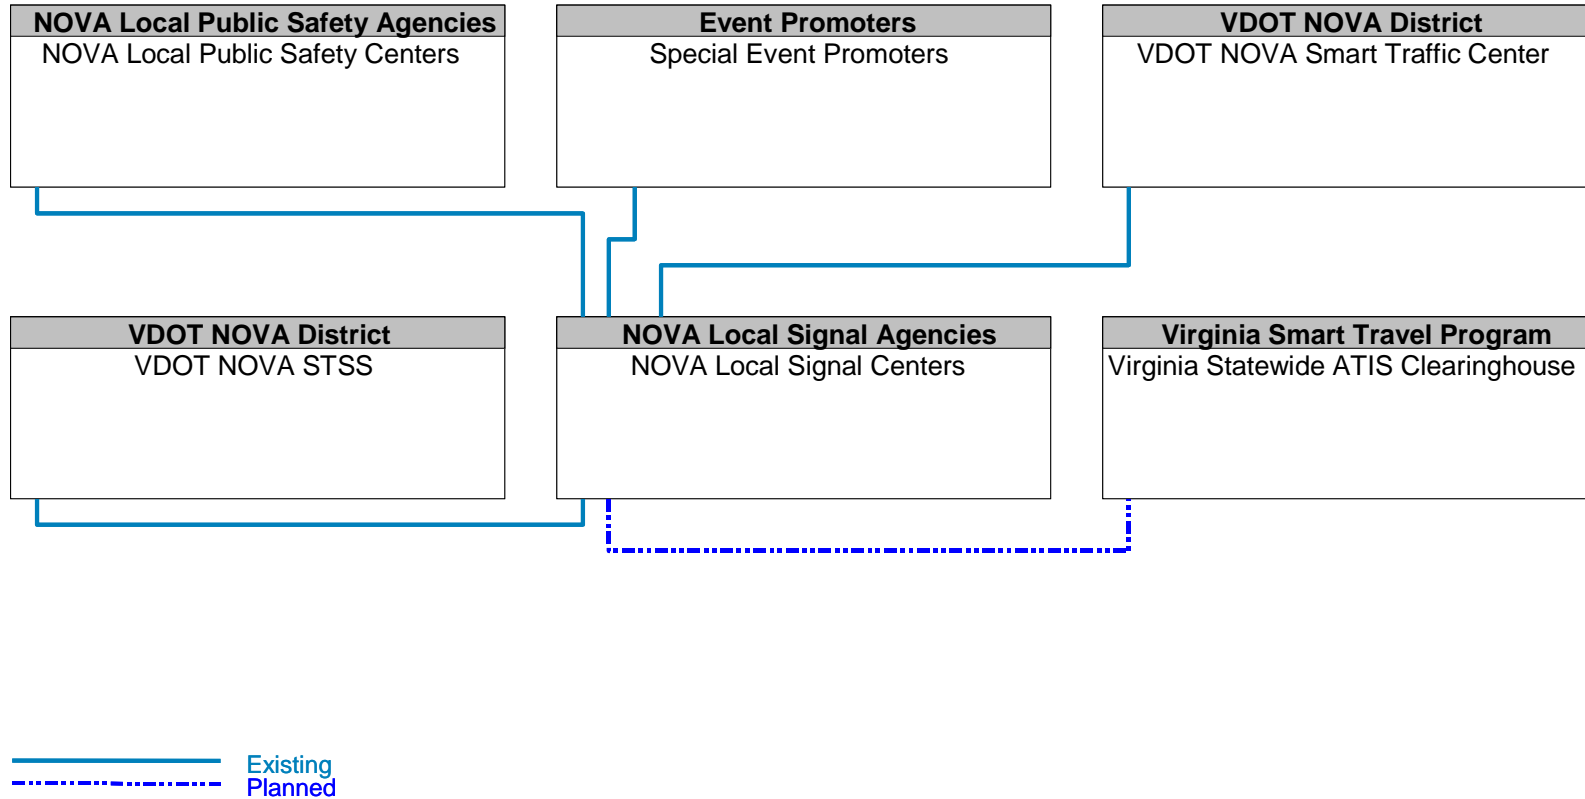 NOVA Local Public Safety Agencies
NOVA Local Public Safety Centers
Event Promoters
Special Event Promoters
VDOT NOVA District
VDOT NOVA Smart Traffic Center
VDOT NOVA District
VDOT NOVA STSS
NOVA Local Signal Agencies
NOVA Local Signal Centers
Virginia Smart Travel Program
Virginia Statewide ATIS Clearinghouse
Existing
Planned